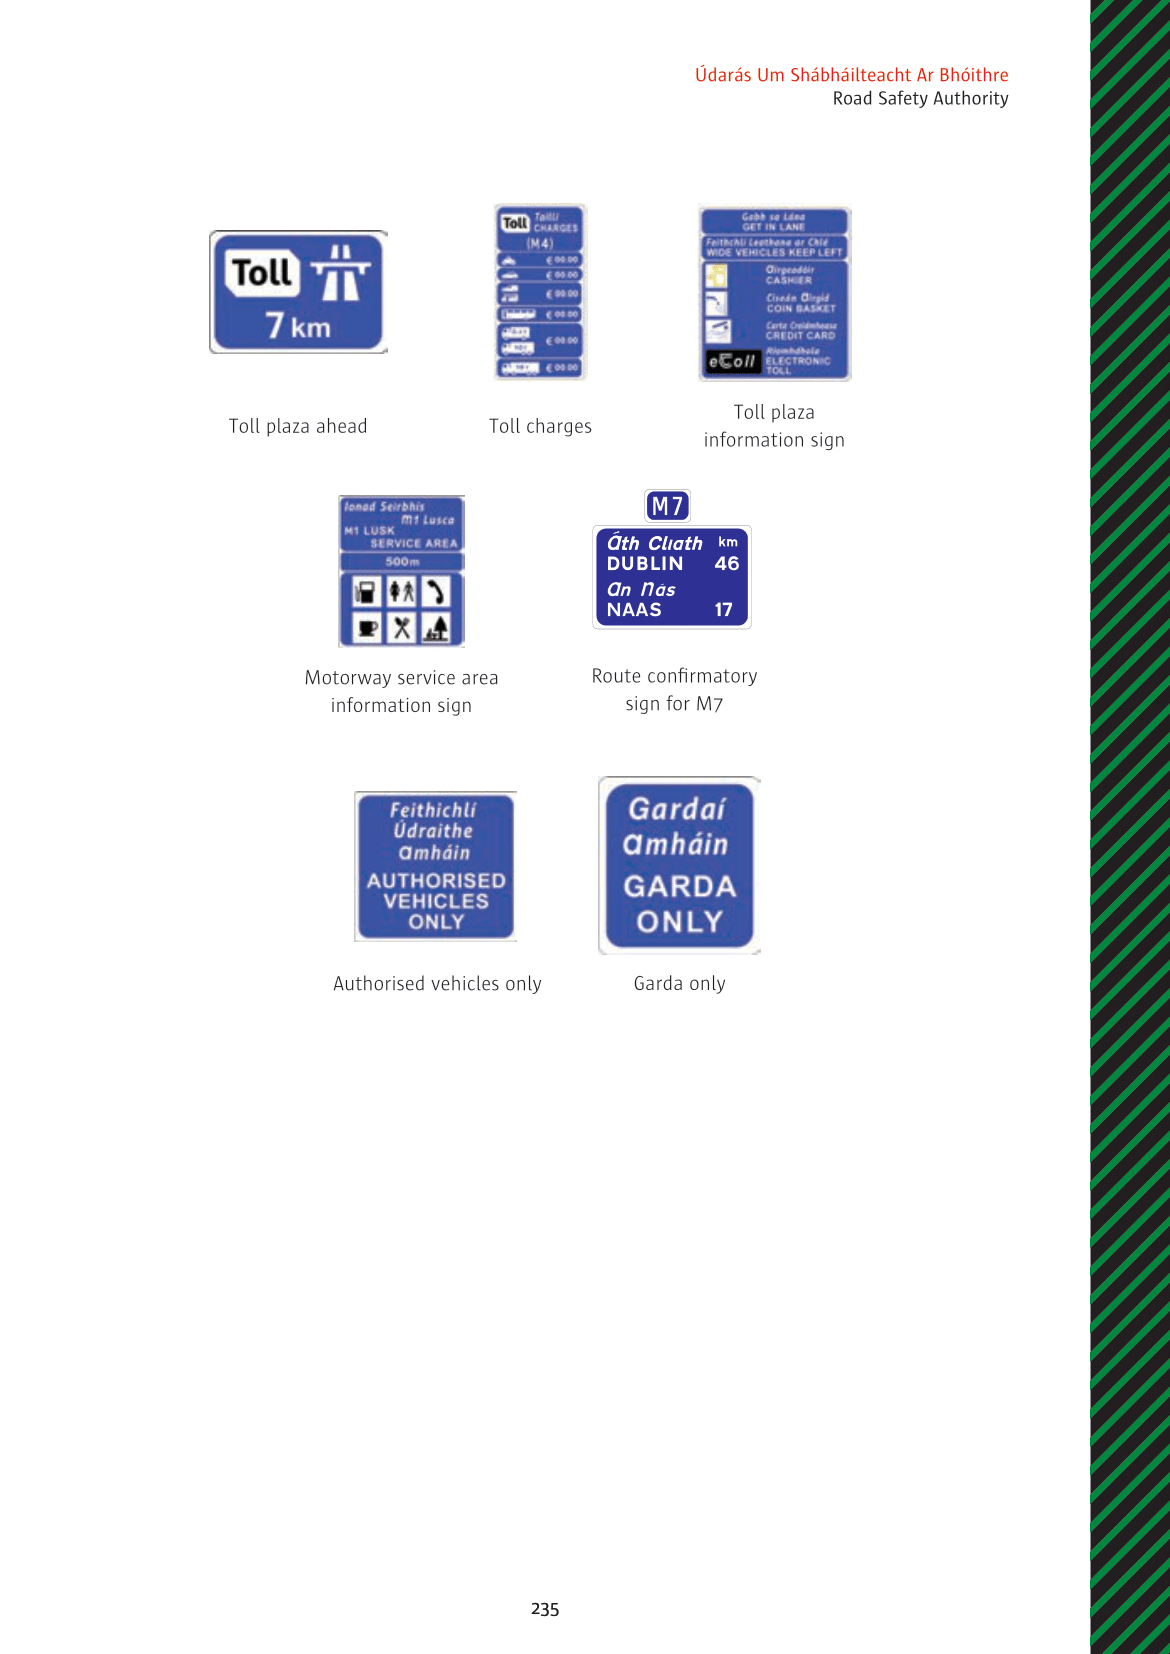 Údarás Um Shábháilteacht Ar Bhóithre
Road Safety Authority
Toll
7 km
Toll plaza ahead
Toll Taillí
CHARGES
(M4)
€ 00.00
€ 00.00
€ 00.00
€ 00.00
€ 00.00
€ 00.00
Toll charges
Gabh sa Lána
GET IN LANE
Feithchlí Leathana ar Chlé
WIDE VEHICLES KEEP LEFT
Airgeadóir
CASHIER
Ciseán Airgid
COIN BASKET
Carta Creidmheasa
CREDIT CARD
eToll
Ríomhdhola
ELECTRONIC
TOLL
Toll plaza
information sign
Ionad Seirbhís
M1 Lusca
M1 LUSK
SERVICE AREA
500m
Motorway service area
information sign
M7
Áth Cliath km
DUBLIN 46
An Nás
NAAS 17
Route confirmatory
sign for M7
Feithichlí
Údraithe
Amháin
AUTHORISED
VEHICLES
ONLY
Authorised vehicles only
Gardaí
Amháin
GARDA
ONLY
Garda only
235